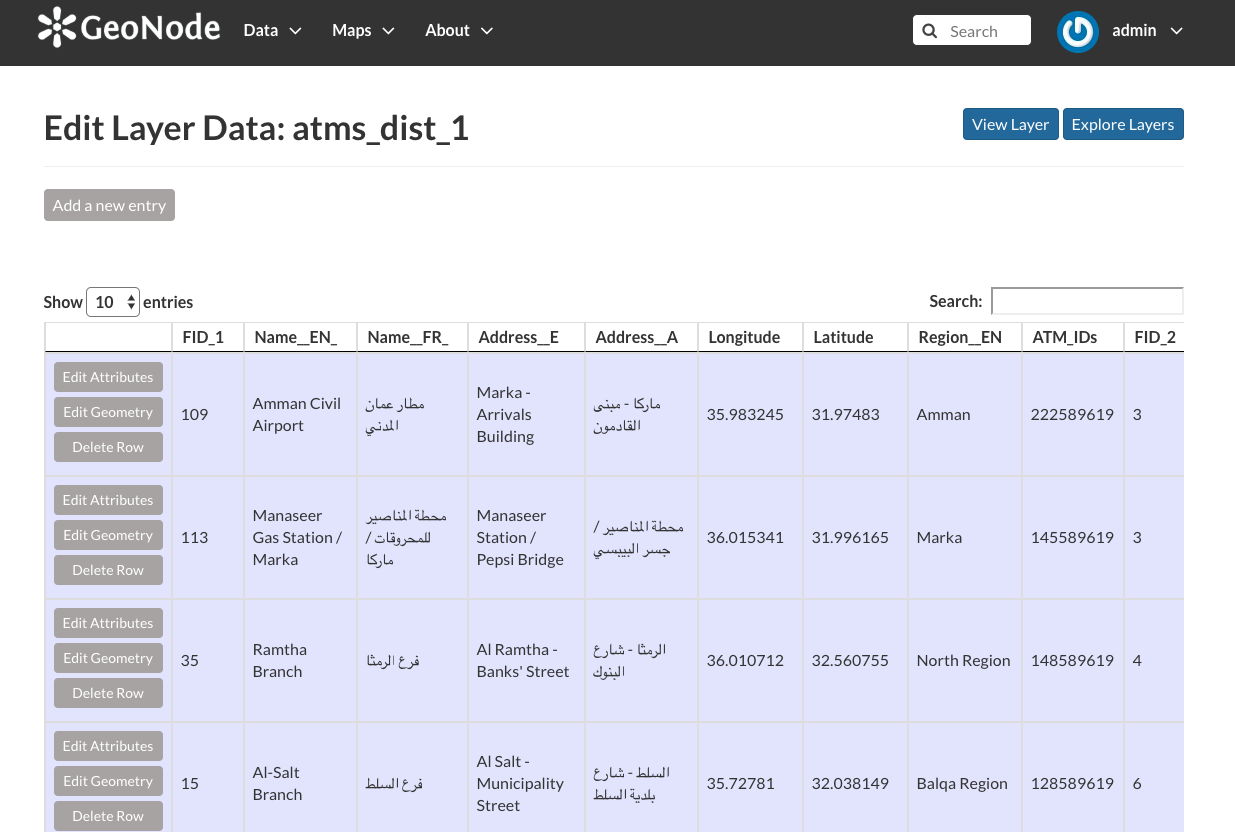 GeoNode Data Maps About Search admin
Edit Layer Data: atms_dist_1 View Layer Explore Layers
Add a new entry
Show 10 entries Search:
FID_1 Name__EN_ Name__FR_ Address__E Address__A Longitude Latitude Region__EN ATM_IDs FID_2
Edit Attributes
Edit Geometry
Delete Row
109
Amman Civil
Airport
مطار عمان
المدني
Marka -
Arrivals
Building
ماركا - مبنى
القادمون
35.983245
31.97483
Amman
222589619
3
Edit Attributes
Edit Geometry
Delete Row
113
Manaseer
Gas Station /
Marka
محطة المناصير
للمحروقات /
ماركا
Manaseer
Station /
Pepsi Bridge
محطة المناصير /
جسر البيبسي
36.015341
31.996165
Marka
145589619
3
Edit Attributes
Edit Geometry
Delete Row
35
Ramtha
Branch
فرع الرمثا
Al Ramtha -
Banks' Street
الرمثا - شارع
البنوك
36.010712
32.560755
North Region
148589619
4
Edit Attributes
Edit Geometry
Delete Row
15
Al-Salt
Branch
فرع السلط
Al Salt -
Municipality
Street
السلط - شارع
بلدية السلط
35.72781
32.038149
Balqa Region
128589619
6